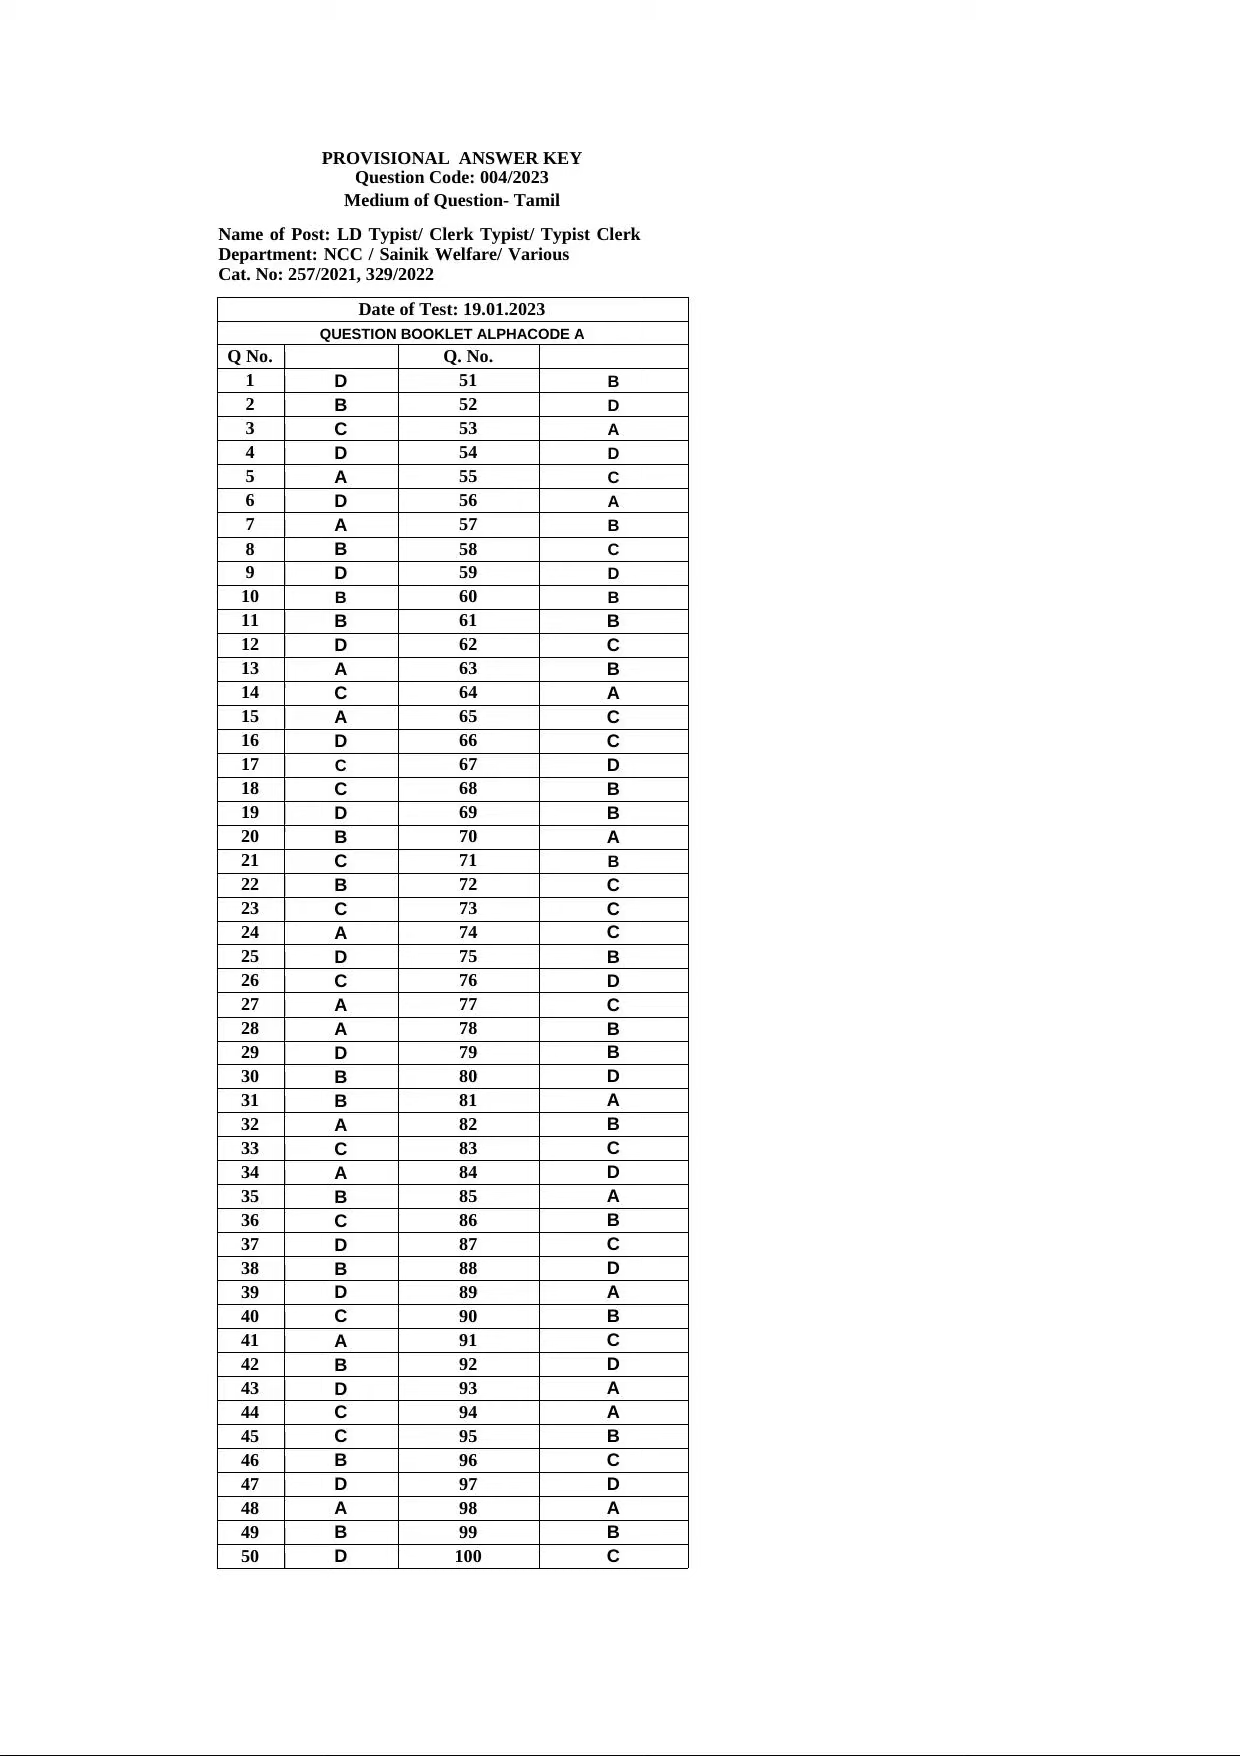 PROVISIONAL ANSWER KEY
Question Code: 004/2023
Medium of Question- Tamil
Name of Post: LD Typist/ Clerk Typist/ Typist Clerk
Department: NCC / Sainik Welfare/ Various
Cat. No: 257/2021, 329/2022
Date of Test: 19.01.2023
QUESTION BOOKLET ALPHACODE A
Q No. Q. No.
1 D 51 B
2 B 52 D
3 C 53 A
4 D 54 D
5 A 55 C
6 D 56 A
7 A 57 B
8 B 58 C
9 D 59 D
10 B 60 B
11 B 61 B
12 D 62 C
13 A 63 B
14 C 64 A
15 A 65 C
16 D 66 C
17 C 67 D
18 C 68 B
19 D 69 B
20 B 70 A
21 C 71 B
22 B 72 C
23 C 73 C
24 A 74 C
25 D 75 B
26 C 76 D
27 A 77 C
28 A 78 B
29 D 79 B
30 B 80 D
31 B 81 A
32 A 82 B
33 C 83 C
34 A 84 D
35 B 85 A
36 C 86 B
37 D 87 C
38 B 88 D
39 D 89 A
40 C 90 B
41 A 91 C
42 B 92 D
43 D 93 A
44 C 94 A
45 C 95 B
46 B 96 C
47 D 97 D
48 A 98 A
49 B 99 B
50 D 100 C